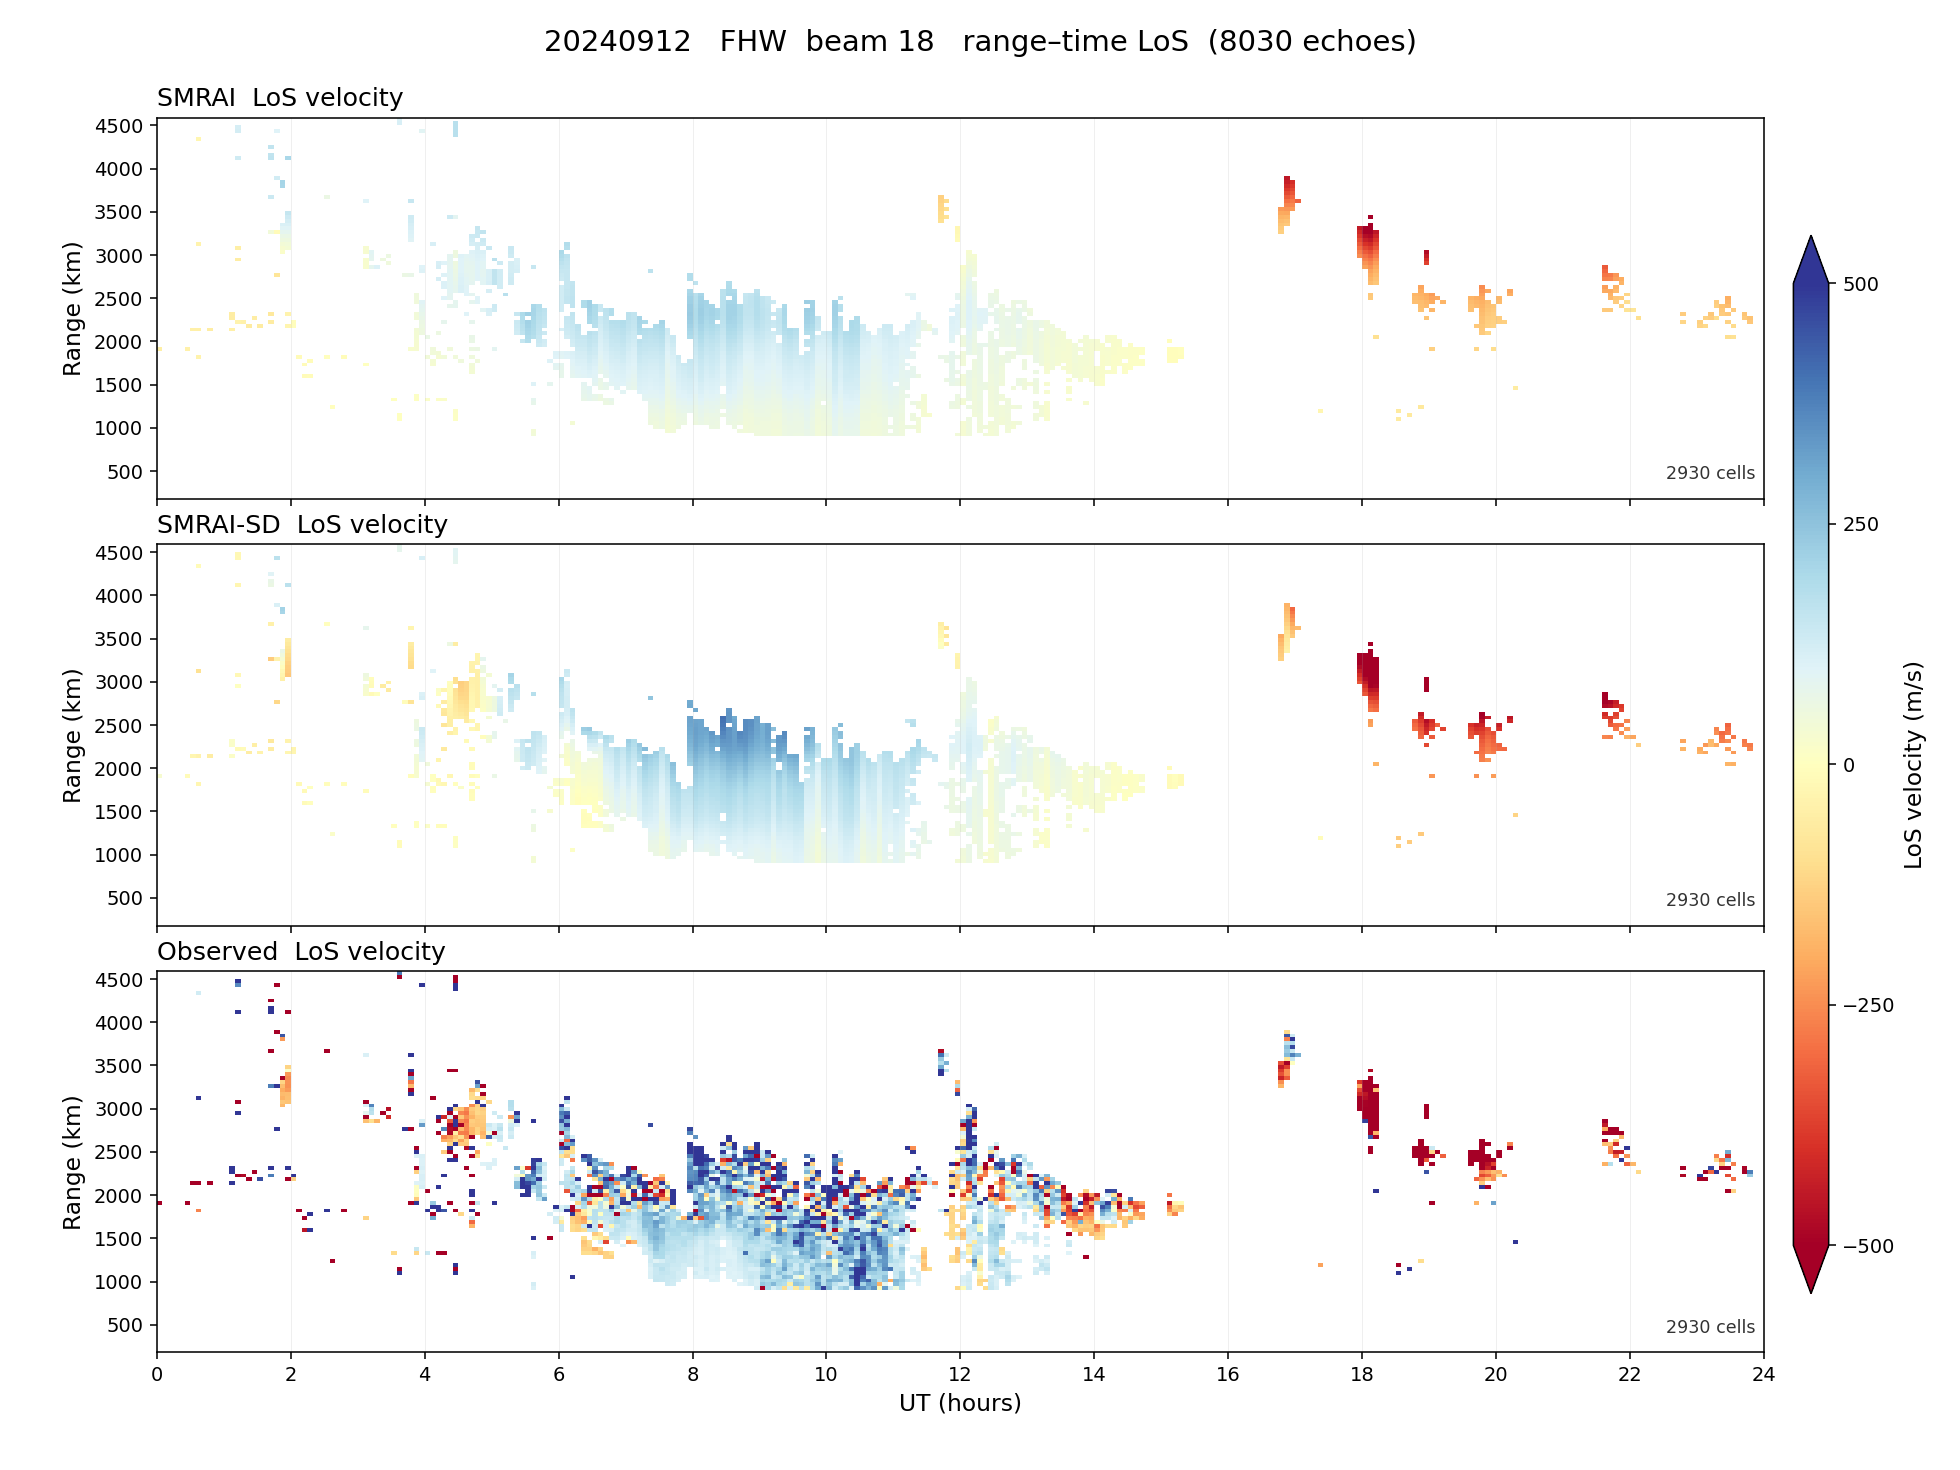 20240912   FHW  beam 18   range–time LoS  (8030 echoes)
SMRAI  LoS velocity
4500
4000
3500
3000
2500
2000
1500
1000
500
Range (km)
2930 cells
SMRAI-SD  LoS velocity
4500
4000
3500
3000
2500
2000
1500
1000
500
Range (km)
2930 cells
Observed  LoS velocity
4500
4000
3500
3000
2500
2000
1500
1000
500
Range (km)
2930 cells
0 2 4 6 8 10 12 14 16 18 20 22 24
UT (hours)
500
250
0
−250
−500
LoS velocity (m/s)